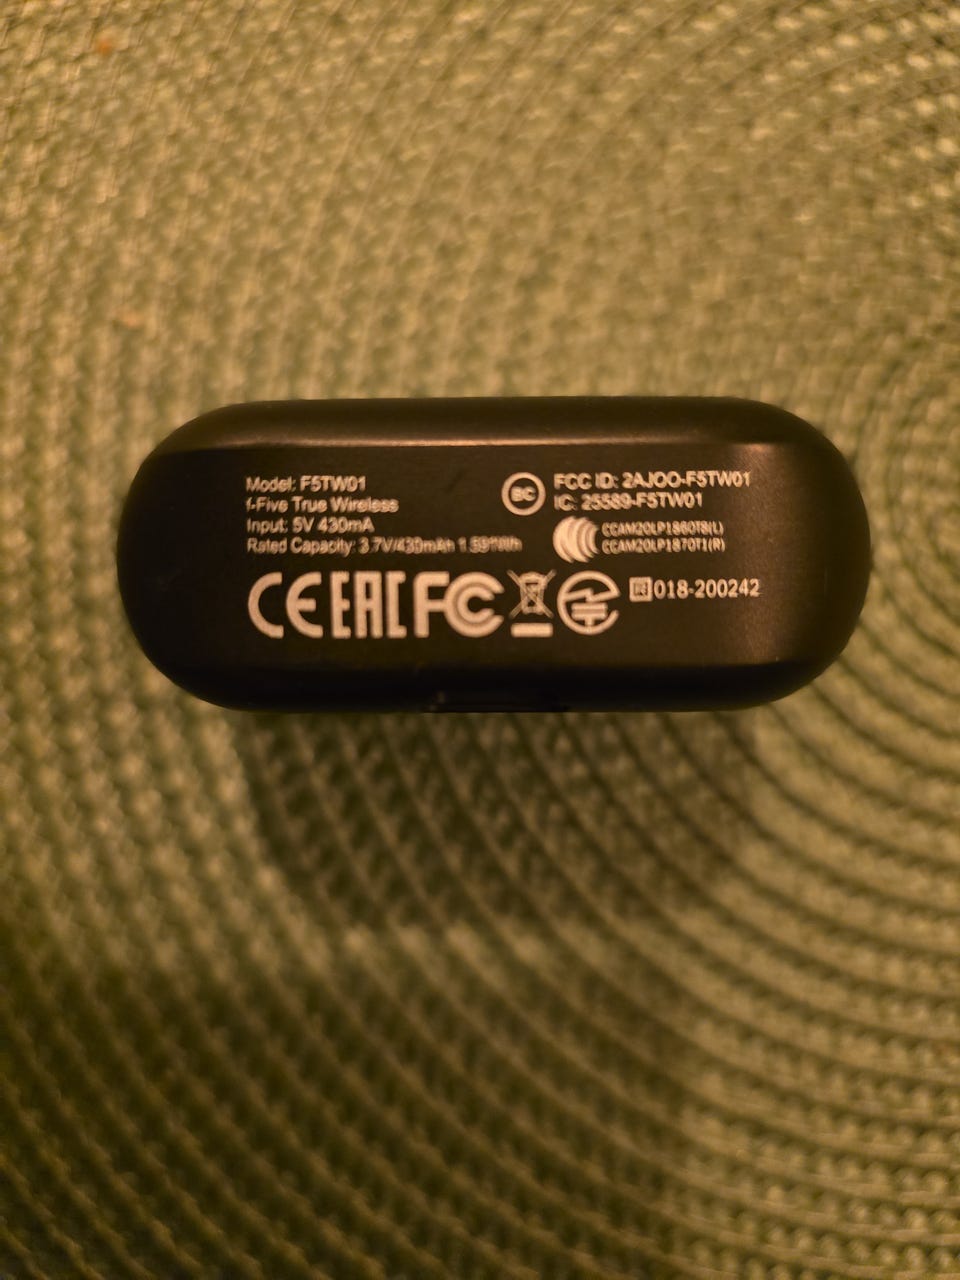 Model: F5TW01
f-Five True Wireless
Input: 5V 430mA
Rated Capacity: 3.7V/430mAh 1.59Wh
BC
FCC ID: 2AJOO-F5TW01
IC: 25589-F5TW01
CCAM20LP1860T8(L)
CCAM20LP1870T1(R)
CE EAC FC
R 018-200242